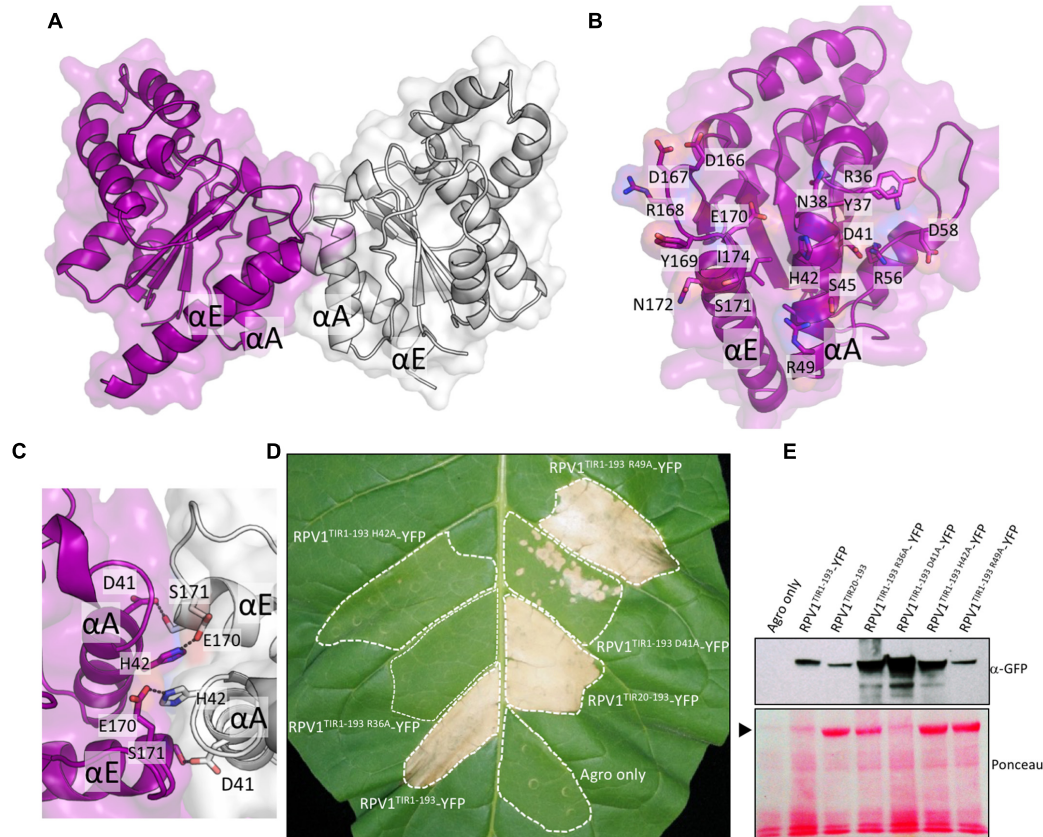 A
αE
αA
αA
αE
B
D166
D167
R36
N38
Y37
R168
E170
D41
D58
Y169
I174
H42
R56
S45
N172
S171
αE
αA
R49
C
D41
S171
αE
αA
E170
H42
H42
αA
E170
S171
αE
D41
D
RPV1TIR1-193 R49A-YFP
RPV1TIR1-193 H42A-YFP
RPV1TIR1-193 D41A-YFP
RPV1TIR20-193-YFP
RPV1TIR1-193 R36A-YFP
Agro only
RPV1TIR1-193-YFP
E
Agro only
RPV1TIR1-193-YFP
RPV1TIR20-193
RPV1TIR1-193 R36A-YFP
RPV1TIR1-193 D41A-YFP
RPV1TIR1-193 H42A-YFP
RPV1TIR1-193 R49A-YFP
α-GFP
Ponceau